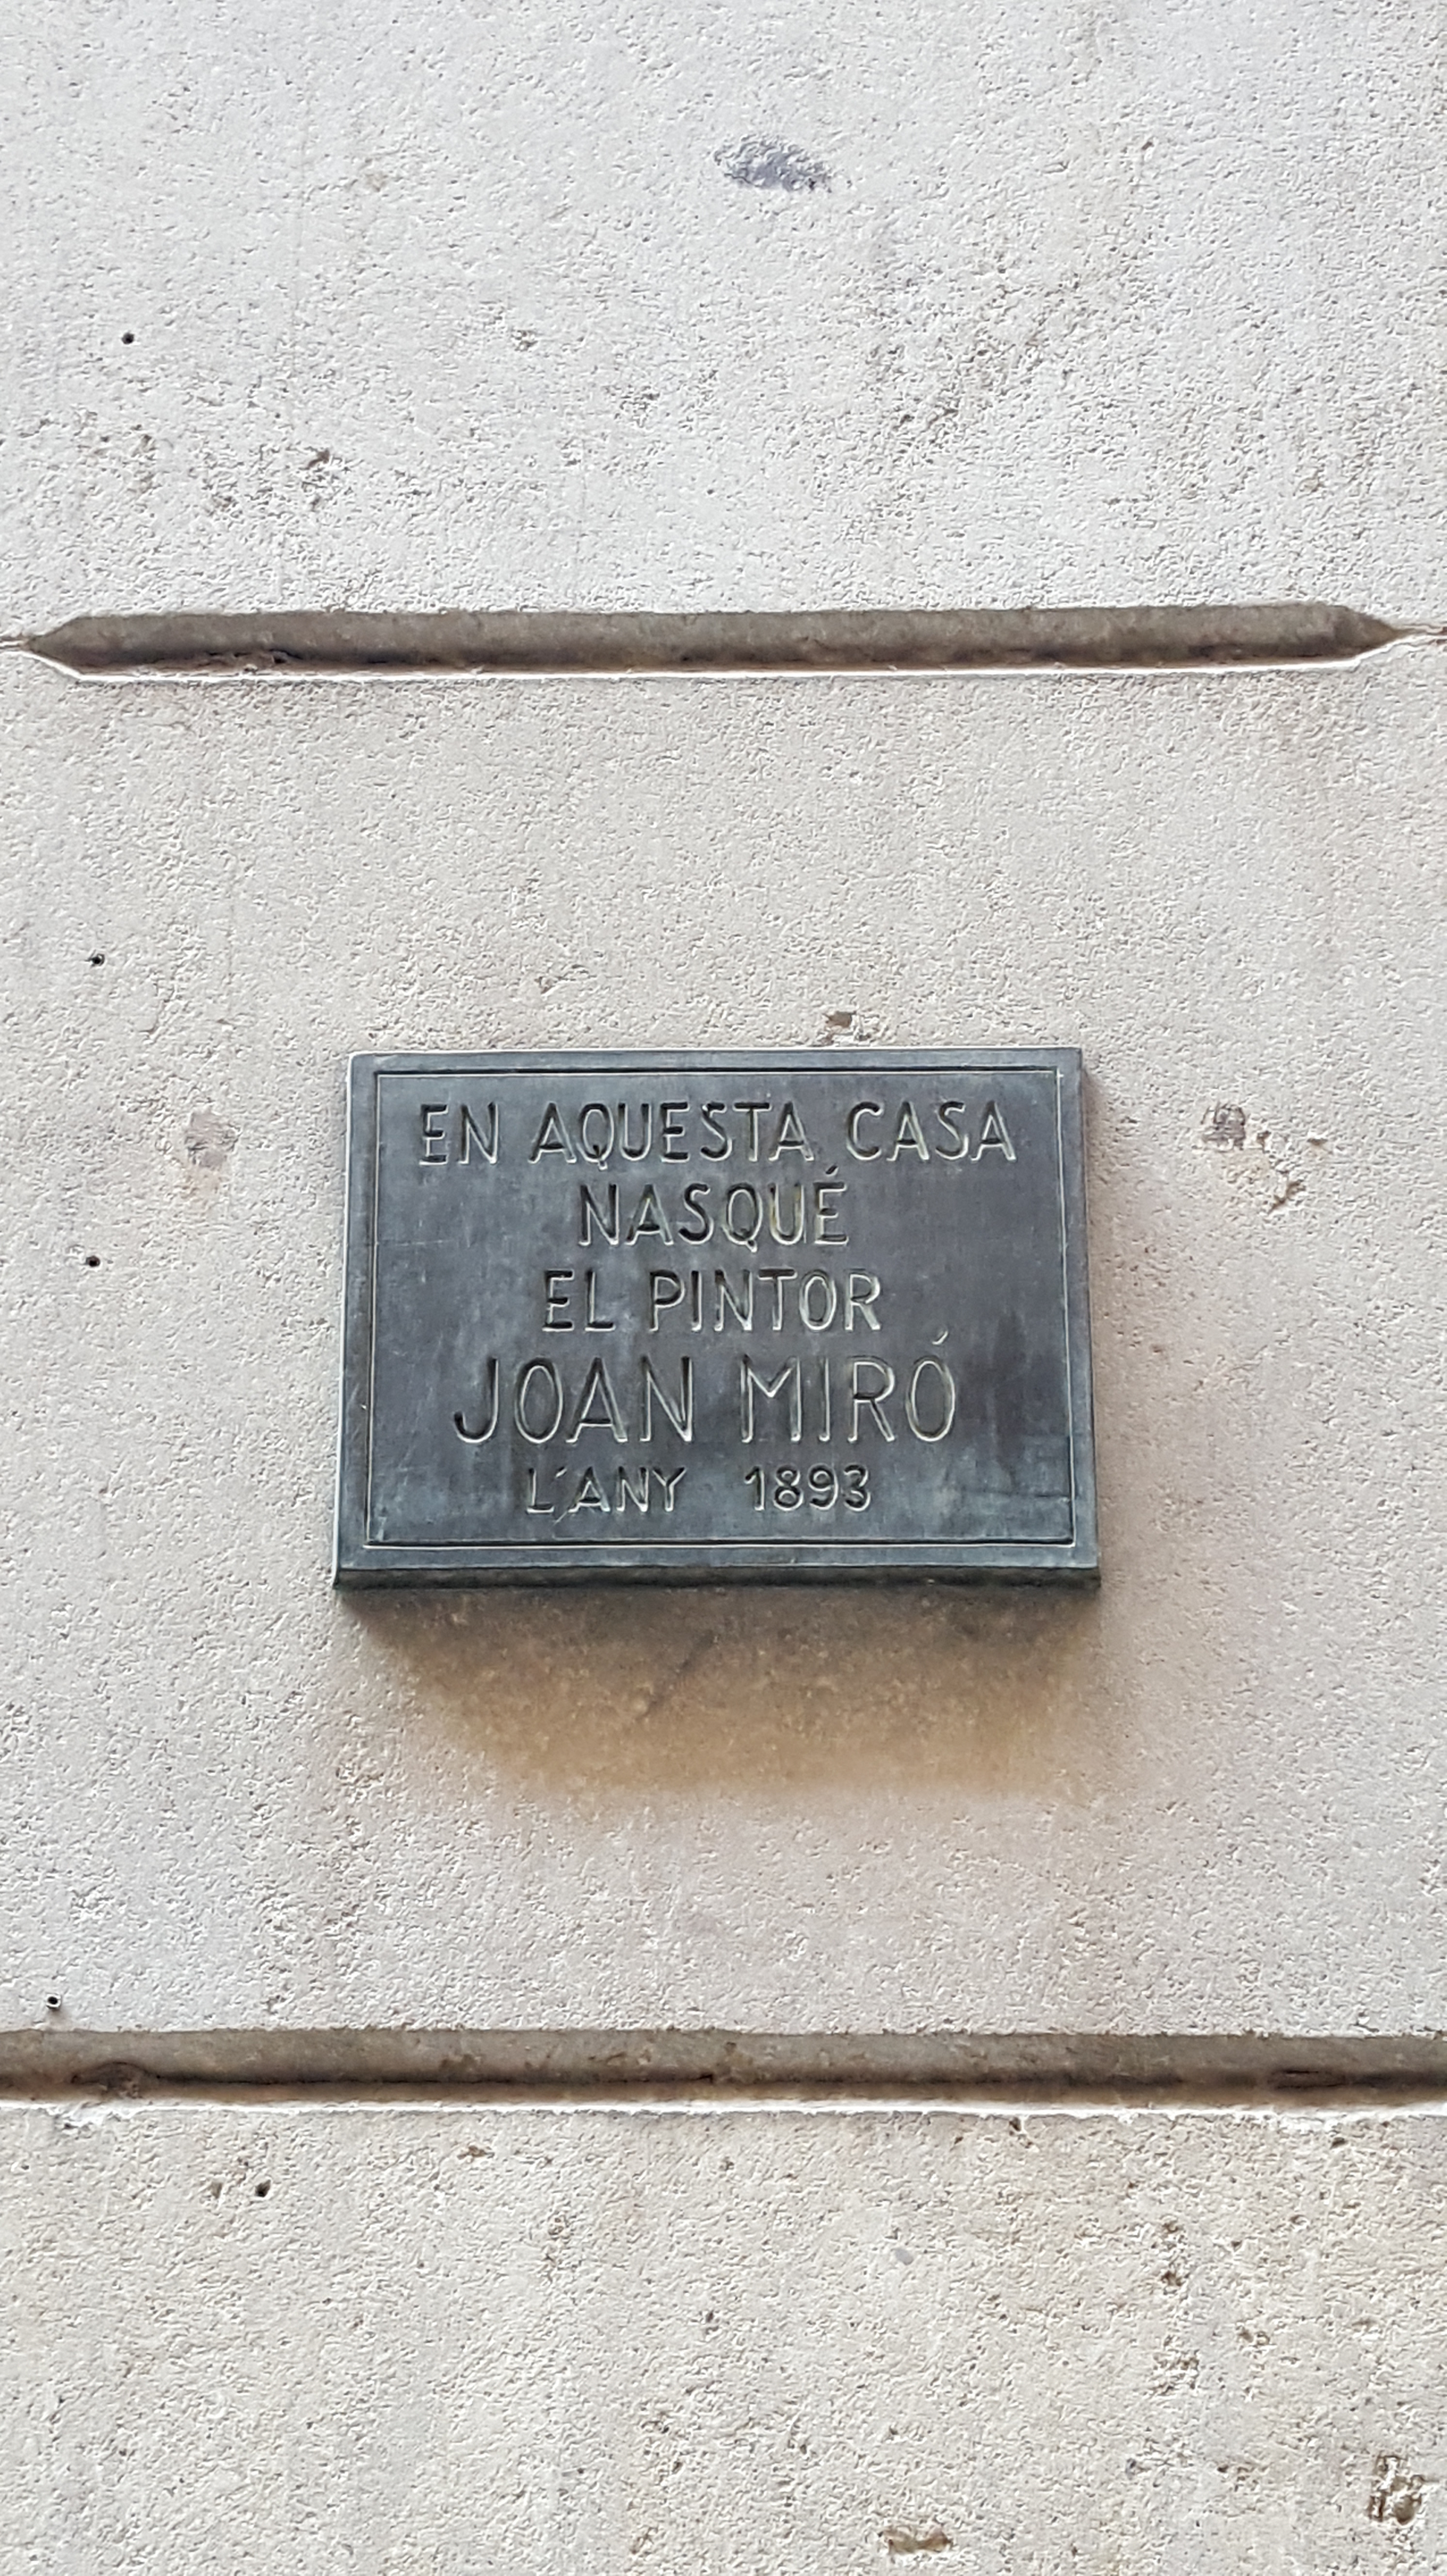 EN AQUESTA CASA
NASQUÉ
EL PINTOR
JOAN MIRÓ
L'ANY 1893